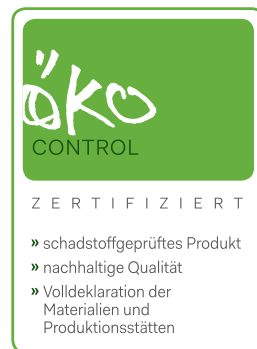 öKO
CONTROL
ZERTIFIZIERT
» schadstoffgeprüftes Produkt
» nachhaltige Qualität
» Volldeklaration der
Materialien und
Produktionsstätten